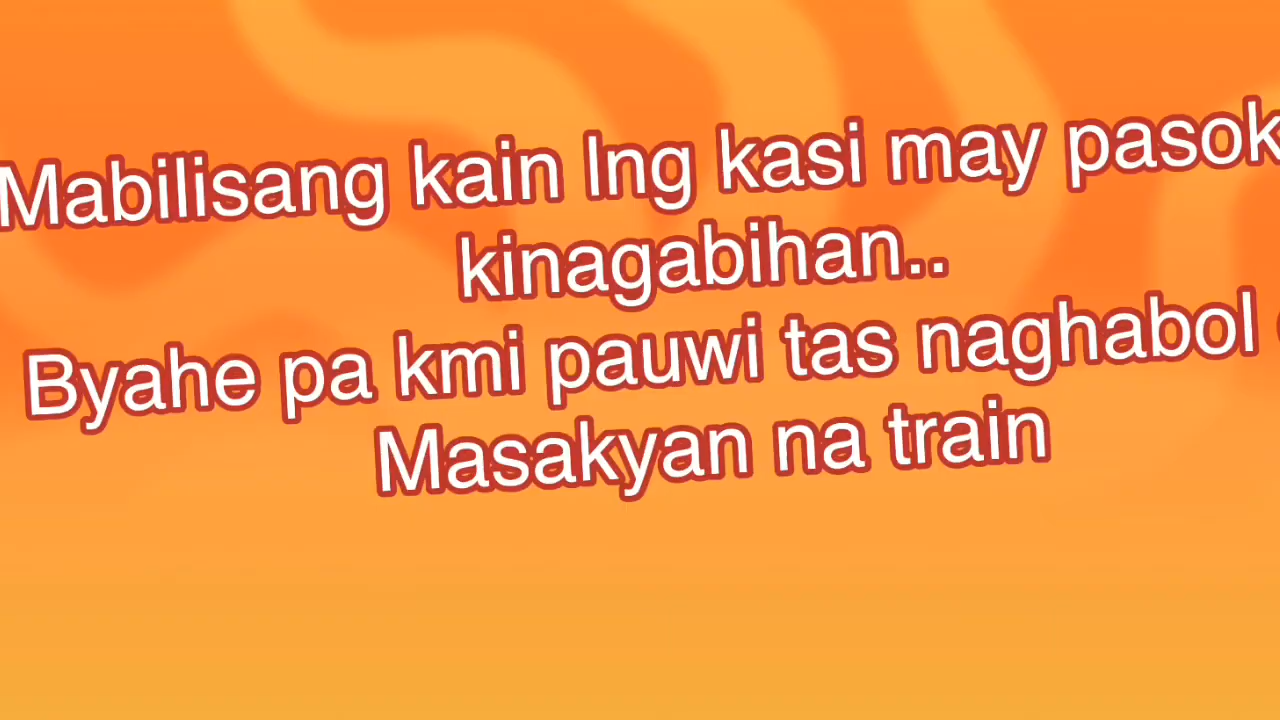 Mabilisang kain lng kasi may pasok
kinagabihan..
Byahe pa kmi pauwi tas naghabol
Masakyan na train